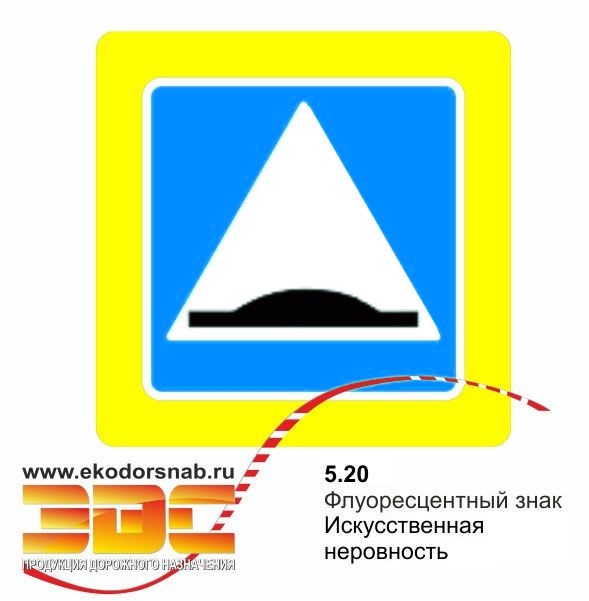 www.ekodorsnab.ru
ЭДС
ПРОДУКЦИЯ ДОРОЖНОГО НАЗНАЧЕНИЯ
5.20
Флуоресцентный знак
Искусственная
неровность